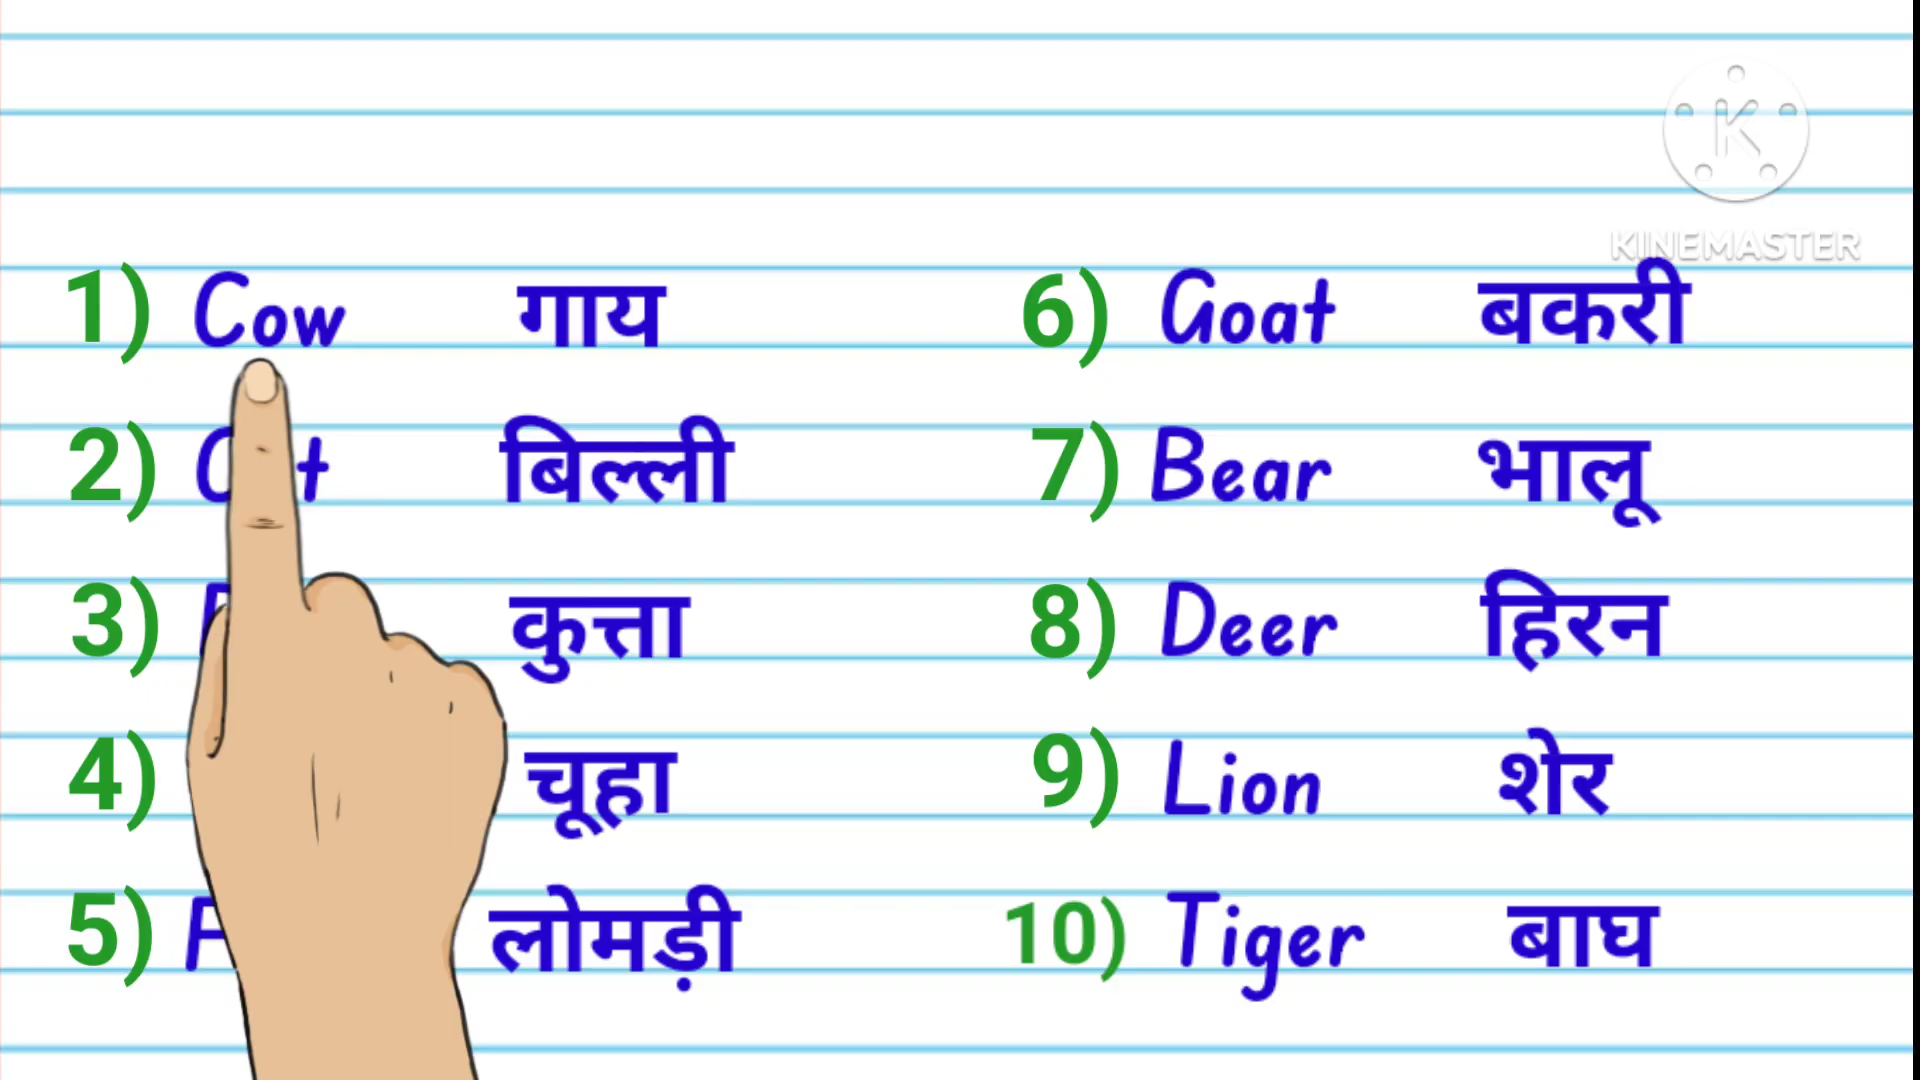 1) Cow गाय
2) बिल्ली
3) कुत्ता
4) चूहा
5) लोमड़ी
6) Goat बकरी
7) Bear भालू
8) Deer हिरन
9) Lion शेर
10) Tiger बाघ
KINEMASTER